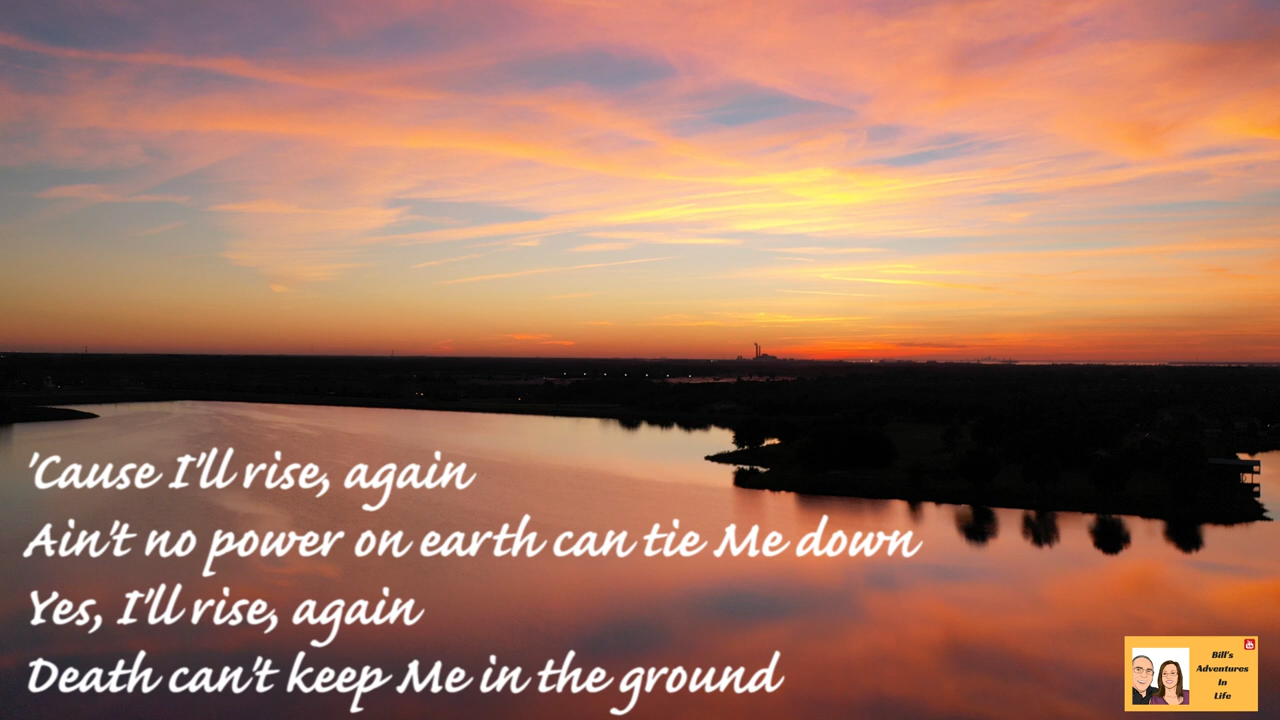 'Cause I'll rise, again
Ain't no power on earth can tie Me down
Yes, I'll rise, again
Death can't keep Me in the ground
Bill's
Adventures
In
Life